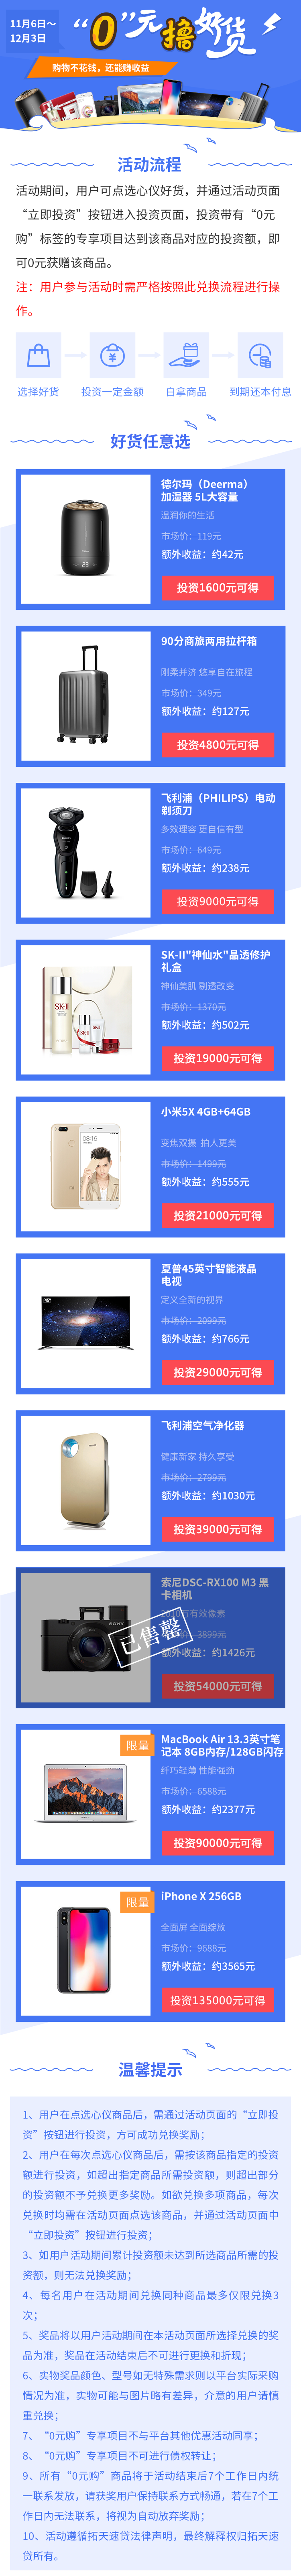 11月6日～
12月3日
“0”元撸好货
购物不花钱，还能赚收益
活动流程
活动期间，用户可点选心仪好货，并通过活动页面
“立即投资”按钮进入投资页面，投资带有“0元
购”标签的专享项目达到该商品对应的投资额，即
可0元获赠该商品。
注：用户参与活动时需严格按照此兑换流程进行操
作。
选择好货 投资一定金额 白拿商品 到期还本付息
好货任意选
德尔玛（Deerma）
加湿器 5L大容量
温润你的生活
市场价：119元
额外收益：约42元
投资1600元可得
90分商旅两用拉杆箱
刚柔并济 悠享自在旅程
市场价：349元
额外收益：约127元
投资4800元可得
飞利浦（PHILIPS）电动
剃须刀
多效理容 更自信有型
市场价：649元
额外收益：约238元
投资9000元可得
SK-II"神仙水"晶透修护
礼盒
神仙美肌 剔透改变
市场价：1370元
额外收益：约502元
投资19000元可得
小米5X 4GB+64GB
变焦双摄 拍人更美
市场价：1499元
额外收益：约555元
投资21000元可得
08:16
夏普45英寸智能液晶
电视
定义全新的视界
市场价：2099元
额外收益：约766元
投资29000元可得
飞利浦空气净化器
健康新家 持久享受
市场价：2799元
额外收益：约1030元
投资39000元可得
索尼DSC-RX100 M3 黑
卡相机
有效像素
3899元
额外收益：约1426元
投资54000元可得
SONY
已售罄
限量
MacBook Air 13.3英寸笔
记本 8GB内存/128GB闪存
纤巧轻薄 性能强劲
市场价：6588元
额外收益：约2377元
投资90000元可得
限量
iPhone X 256GB
全面屏 全面绽放
市场价：9688元
额外收益：约3565元
投资135000元可得
温馨提示
1、用户在点选心仪商品后，需通过活动页面的“立即投
资”按钮进行投资，方可成功兑换奖励；
2、用户在每次点选心仪商品后，需按该商品指定的投资
额进行投资，如超出指定商品所需投资额，则超出部分
的投资额不予兑换更多奖励。如欲兑换多项商品，每次
兑换时均需在活动页面点选该商品，并通过活动页面中
“立即投资”按钮进行投资；
3、如用户活动期间累计投资额未达到所选商品所需的投
资额，则无法兑换奖励；
4、每名用户在活动期间兑换同种商品最多仅限兑换3
次；
5、奖品将以用户活动期间在本活动页面所选择兑换的奖
品为准，奖品在活动结束后不可进行更换和折现；
6、实物奖品颜色、型号如无特殊需求则以平台实际采购
情况为准，实物可能与图片略有差异，介意的用户请慎
重兑换；
7、“0元购”专享项目不与平台其他优惠活动同享；
8、“0元购”专享项目不可进行债权转让；
9、所有“0元购”商品将于活动结束后7个工作日内统
一联系发放，请获奖用户保持联系方式畅通，若在7个工
作日内无法联系，将视为自动放弃奖励；
10、活动遵循拓天速贷法律声明，最终解释权归拓天速
贷所有。